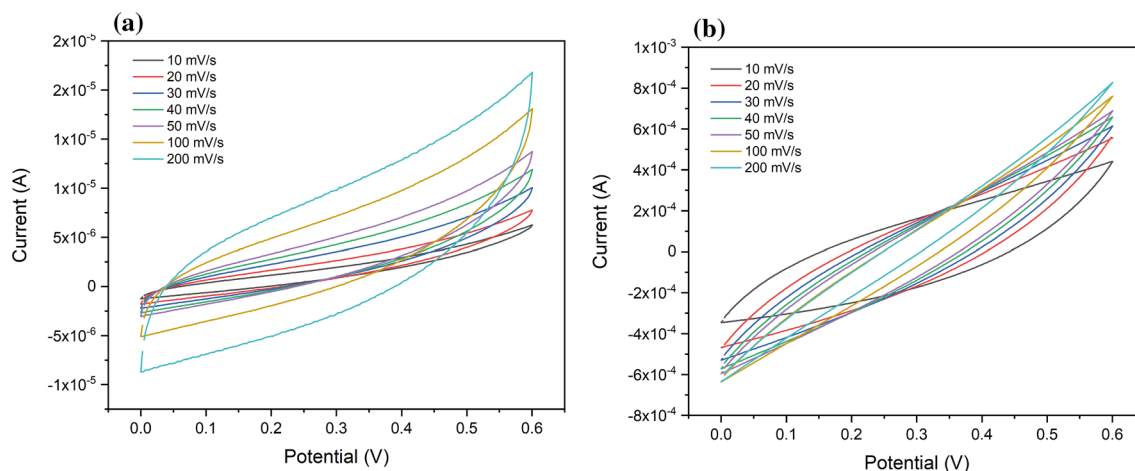 (a)
2x10⁻⁵
2x10⁻⁵
1x10⁻⁵
1x10⁻⁵
5x10⁻⁶
0
-5x10⁻⁶
-1x10⁻⁵
Current (A)
10 mV/s
20 mV/s
30 mV/s
40 mV/s
50 mV/s
100 mV/s
200 mV/s
0.0 0.1 0.2 0.3 0.4 0.5 0.6
Potential (V)
(b)
1x10⁻³
8x10⁻⁴
6x10⁻⁴
4x10⁻⁴
2x10⁻⁴
0
-2x10⁻⁴
-4x10⁻⁴
-6x10⁻⁴
-8x10⁻⁴
Current (A)
10 mV/s
20 mV/s
30 mV/s
40 mV/s
50 mV/s
100 mV/s
200 mV/s
0.0 0.1 0.2 0.3 0.4 0.5 0.6
Potential (V)